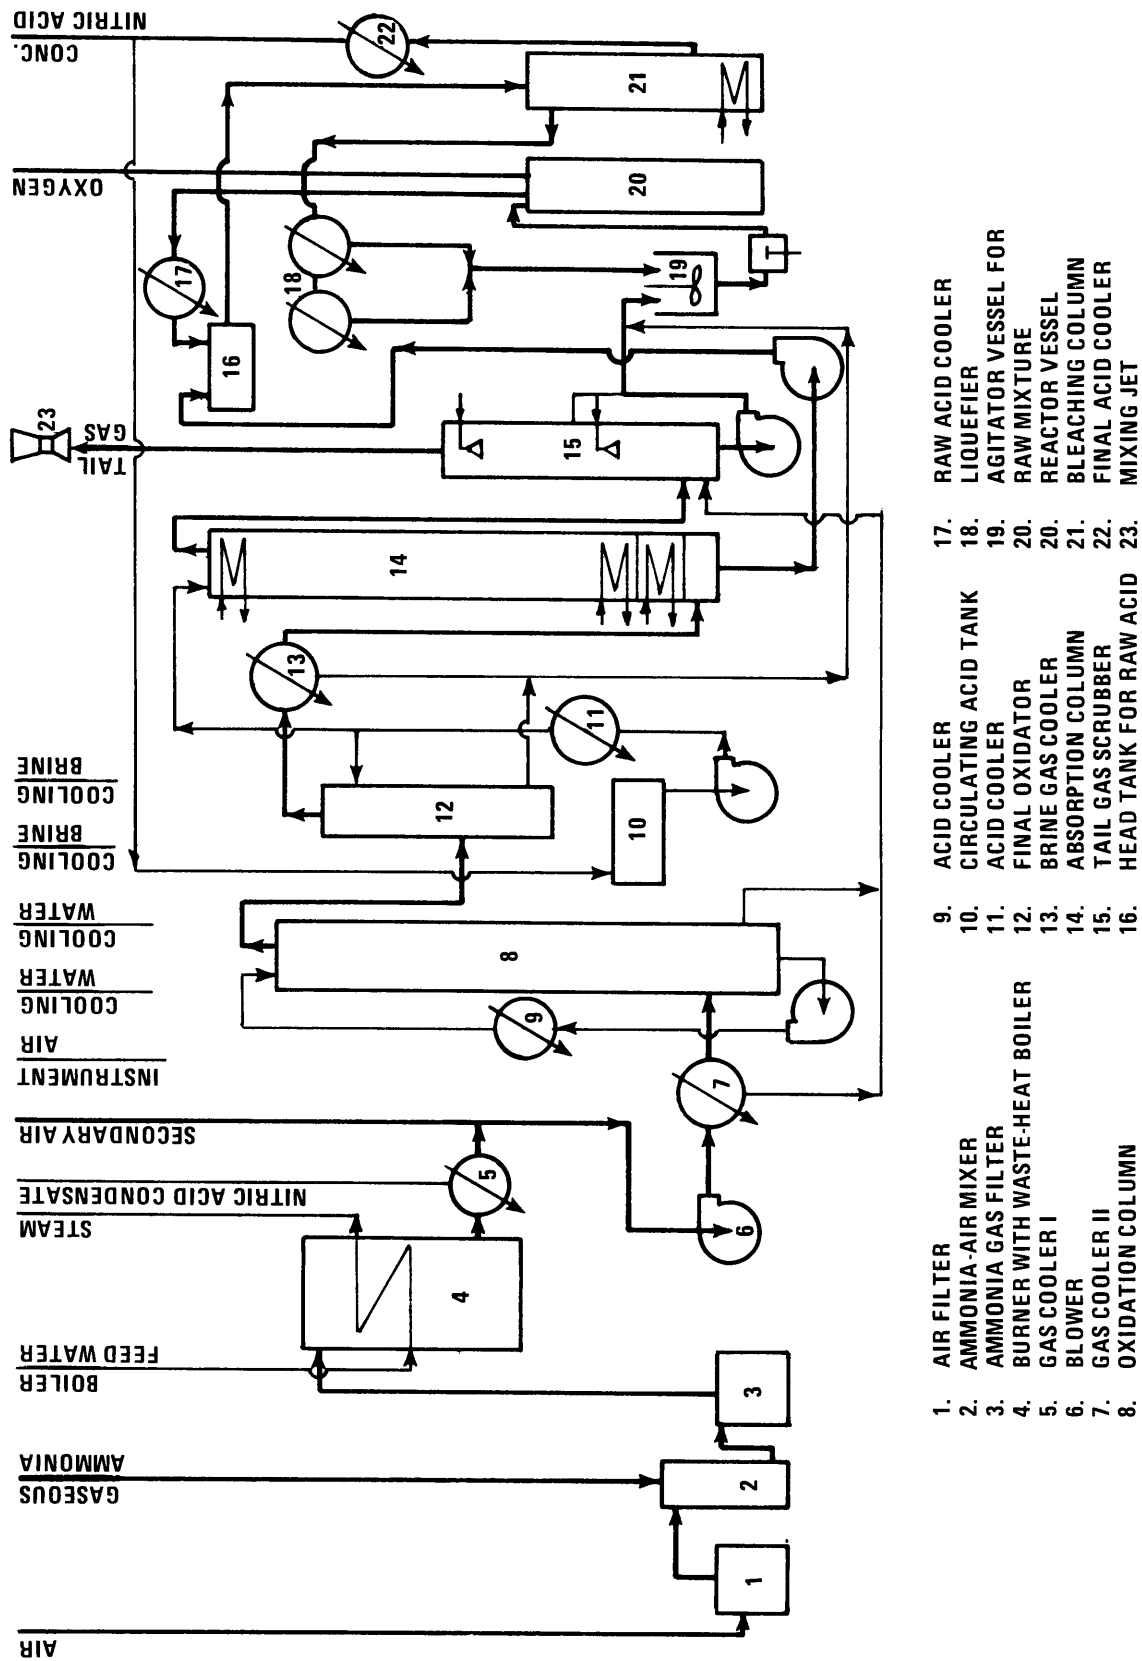 AIR
GASEOUS
AMMONIA
BOILER
FEED WATER
STEAM
NITRIC ACID CONDENSATE
SECONDARY AIR
INSTRUMENT
AIR
COOLING
WATER
COOLING
WATER
COOLING
BRINE
COOLING
BRINE
TAIL
GAS
OXYGEN
CONC.
NITRIC ACID
1
2
3
4
5
6
7
8
9
10
11
12
13
14
15
16
17
18
19
20
21
22
23
1. AIR FILTER
2. AMMONIA-AIR MIXER
3. AMMONIA GAS FILTER
4. BURNER WITH WASTE-HEAT BOILER
5. GAS COOLER I
6. BLOWER
7. GAS COOLER II
8. OXIDATION COLUMN
9. ACID COOLER
10. CIRCULATING ACID TANK
11. ACID COOLER
12. FINAL OXIDATOR
13. BRINE GAS COOLER
14. ABSORPTION COLUMN
15. TAIL GAS SCRUBBER
16. HEAD TANK FOR RAW ACID
17. RAW ACID COOLER
18. LIQUEFIER
19. AGITATOR VESSEL FOR
20. RAW MIXTURE
20. REACTOR VESSEL
21. BLEACHING COLUMN
22. FINAL ACID COOLER
23. MIXING JET